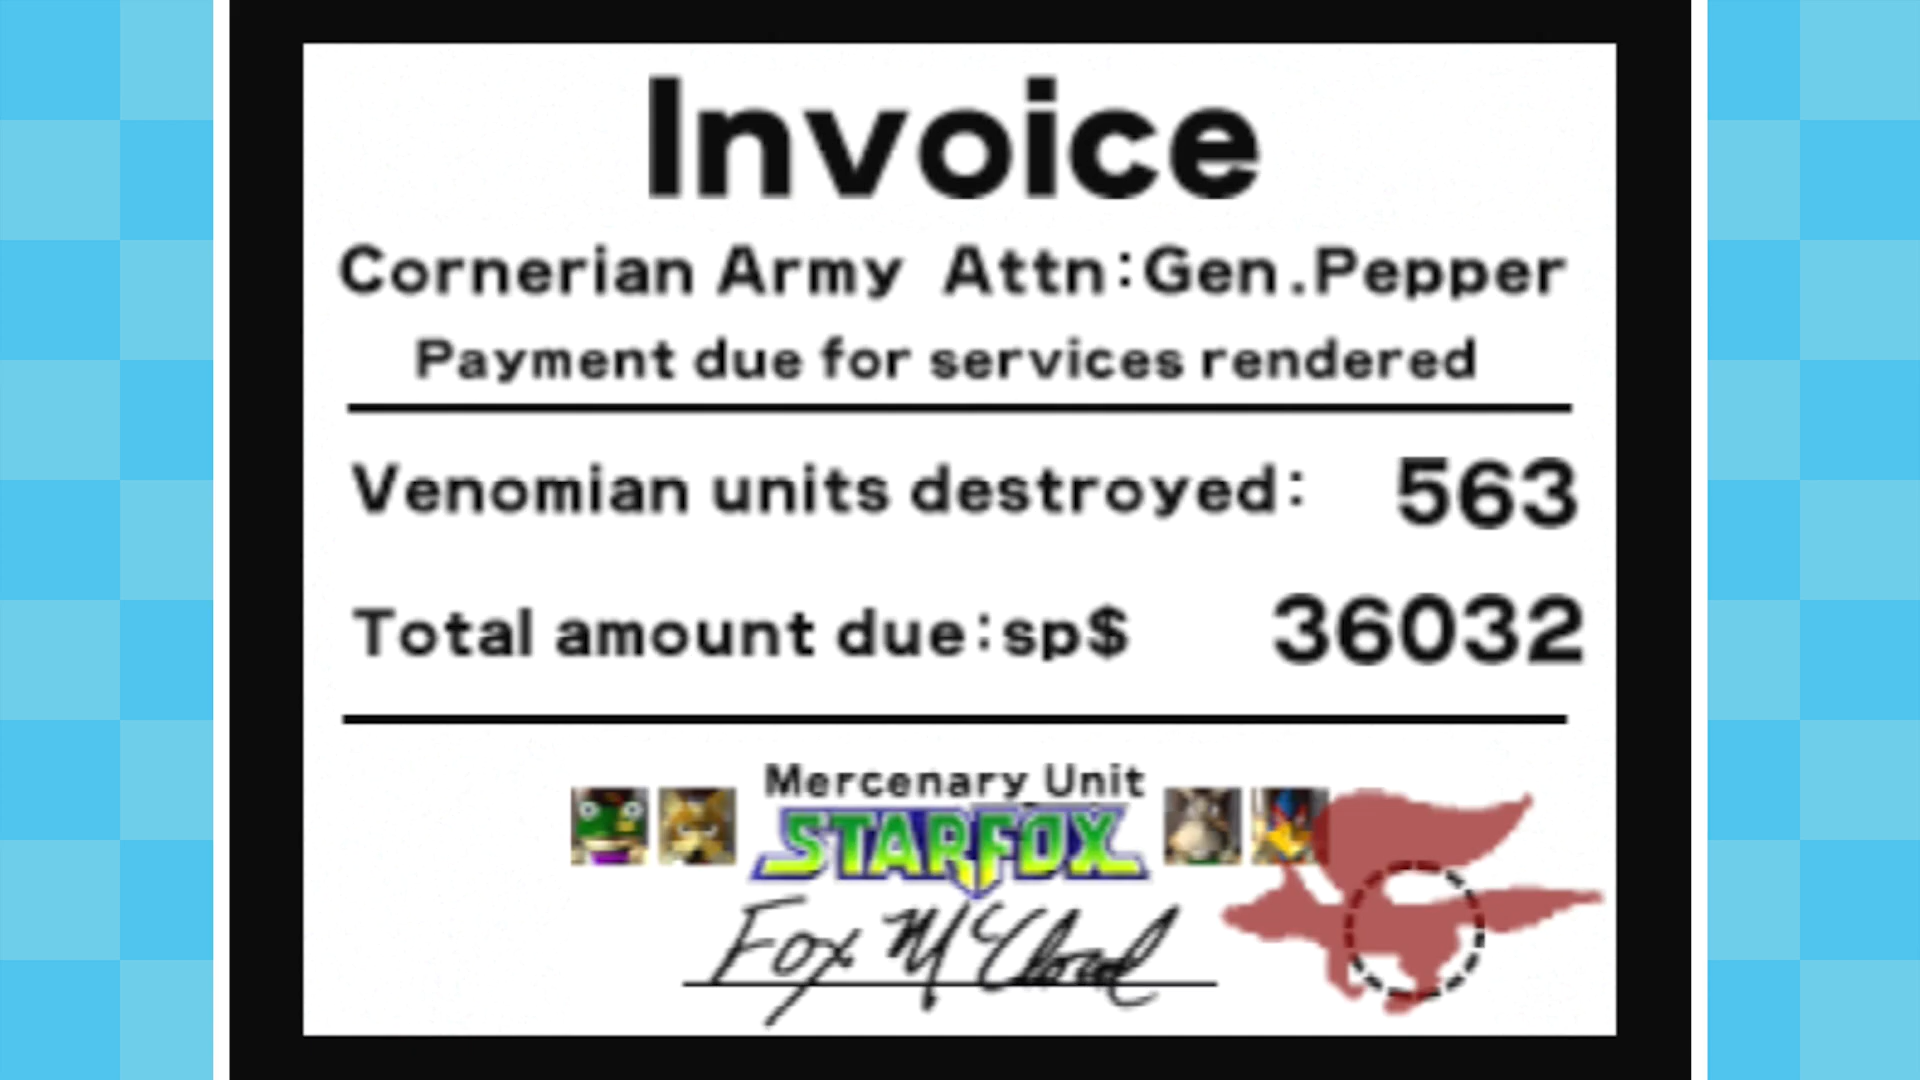 Invoice
Cornerian Army Attn:Gen.Pepper
Payment due for services rendered
Venomian units destroyed: 563
Total amount due:sp$ 36032
Mercenary Unit
STARFOX
Fox McCloud